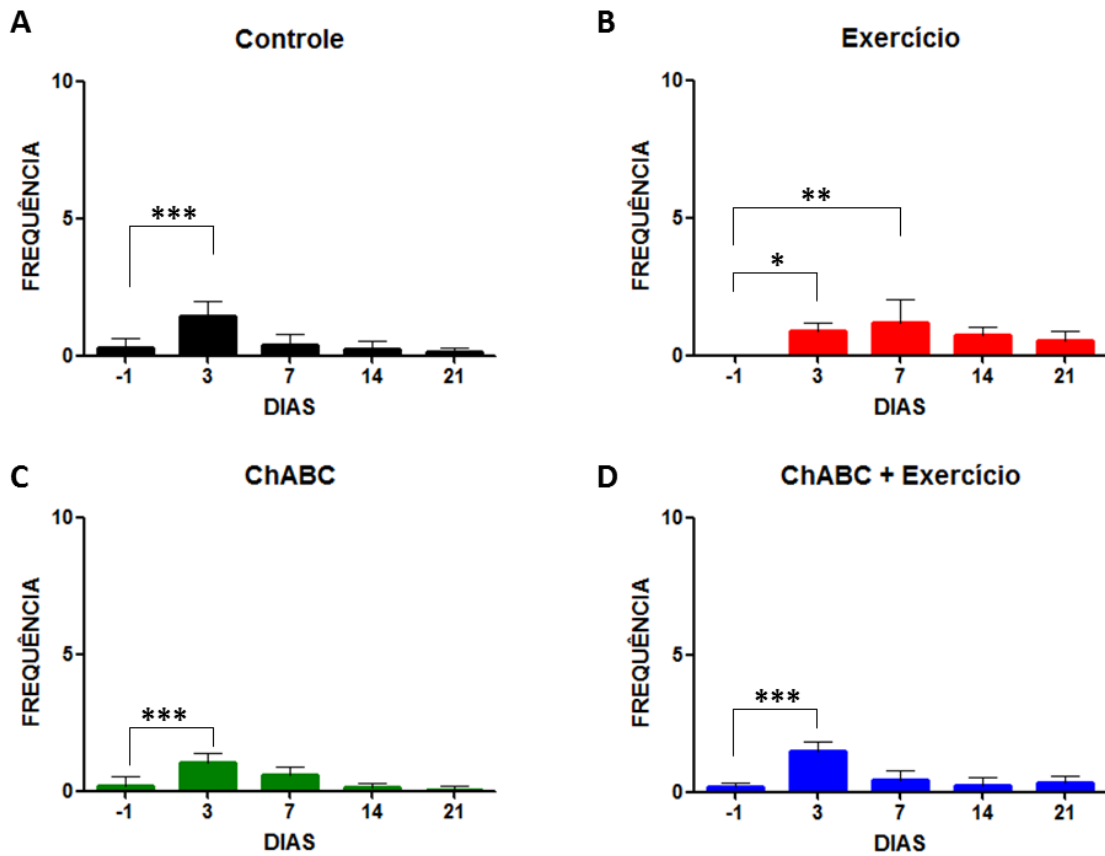 A
Controle
10
5
0
FREQUÊNCIA
***
-1 3 7 14 21
DIAS
B
Exercício
10
5
0
FREQUÊNCIA
**
*
-1 3 7 14 21
DIAS
C
ChABC
10
5
0
FREQUÊNCIA
***
-1 3 7 14 21
DIAS
D
ChABC + Exercício
10
5
0
FREQUÊNCIA
***
-1 3 7 14 21
DIAS